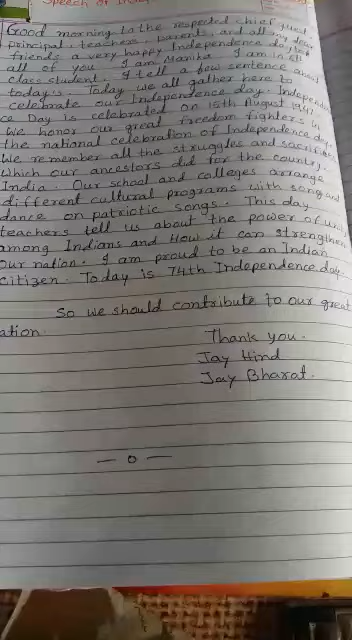 Speech on
Good morning to the respected chief guest
principal, teachers, parents, and all my dear
friends a very happy Independence day to
all of you. I am Manika. I am in
class student. I tell a few sentence about
today's. Today we all gather here to
celebrate our Independence day. Independen
ce Day is celebrated on 15th August 1947.
We honor our great freedom fighters in
the national celebration of Independence day.
We remember all the struggles and sacrifices
Which our ancestors did for the country.
India. Our school and colleges arrange
different cultural programs with song and
dance on patriotic songs. This day
teachers tell us about the power of unity
among Indians and How it can strengthen
Our nation. I am proud to be an Indian
citizen. Today is 74th Independence day.
So we should contribute to our great
ation.
Thank you.
Jay Hind
Jay Bharat.
— o —